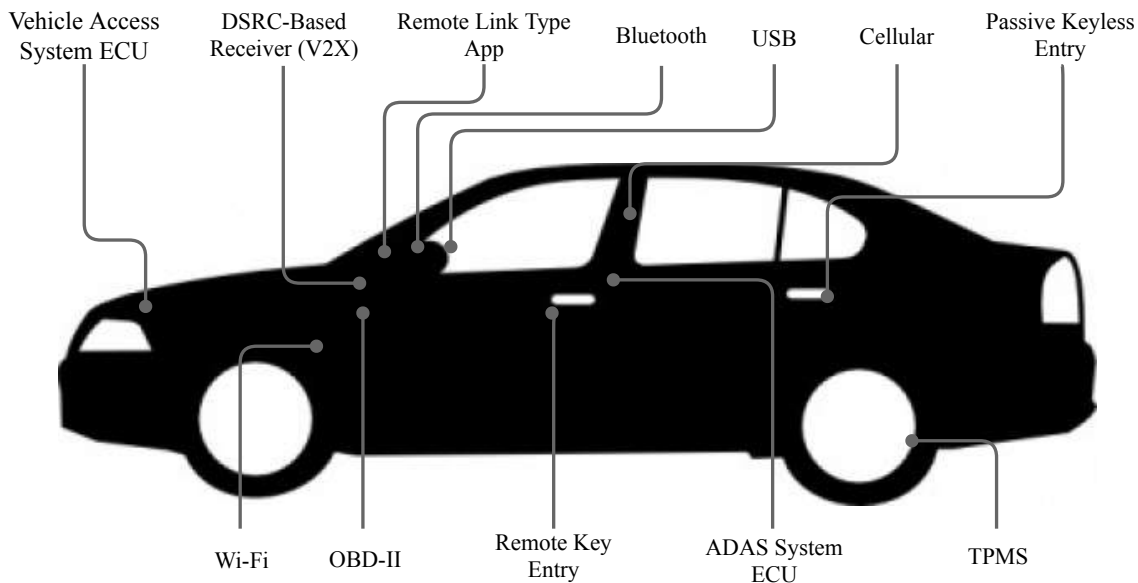 Vehicle Access
System ECU
DSRC-Based
Receiver (V2X)
Remote Link Type
App
Bluetooth
USB
Cellular
Passive Keyless
Entry
Wi-Fi
OBD-II
Remote Key
Entry
ADAS System
ECU
TPMS